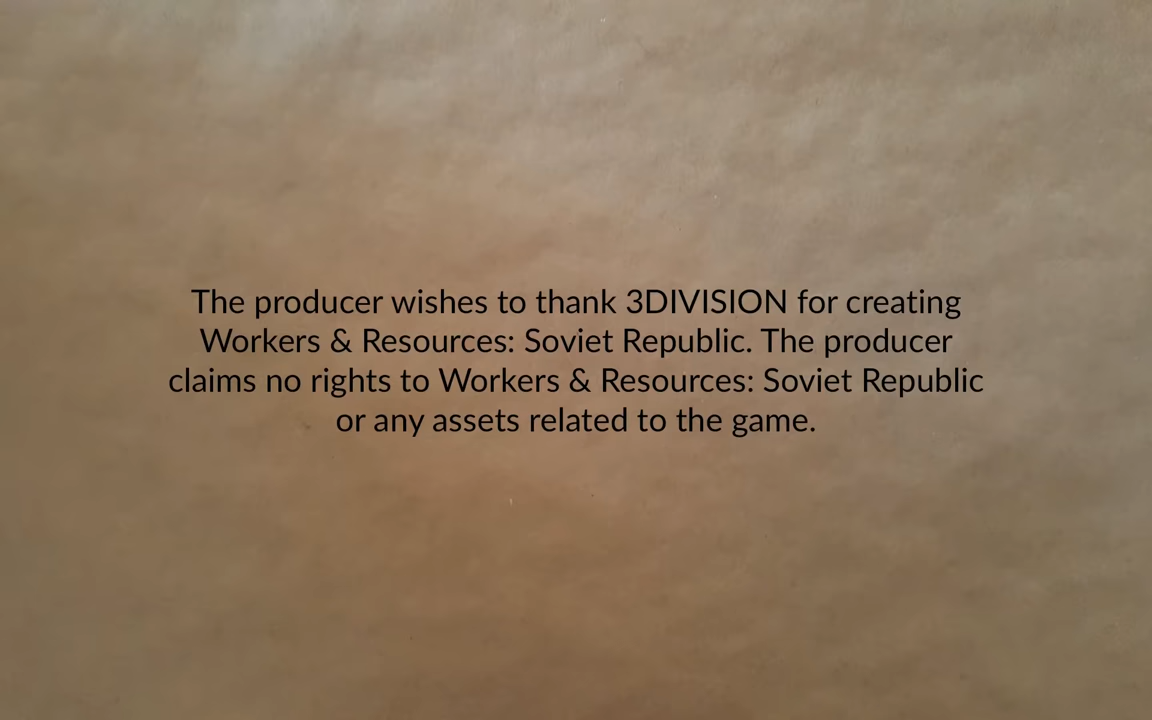 The producer wishes to thank 3DIVISION for creating
Workers & Resources: Soviet Republic. The producer
claims no rights to Workers & Resources: Soviet Republic
or any assets related to the game.